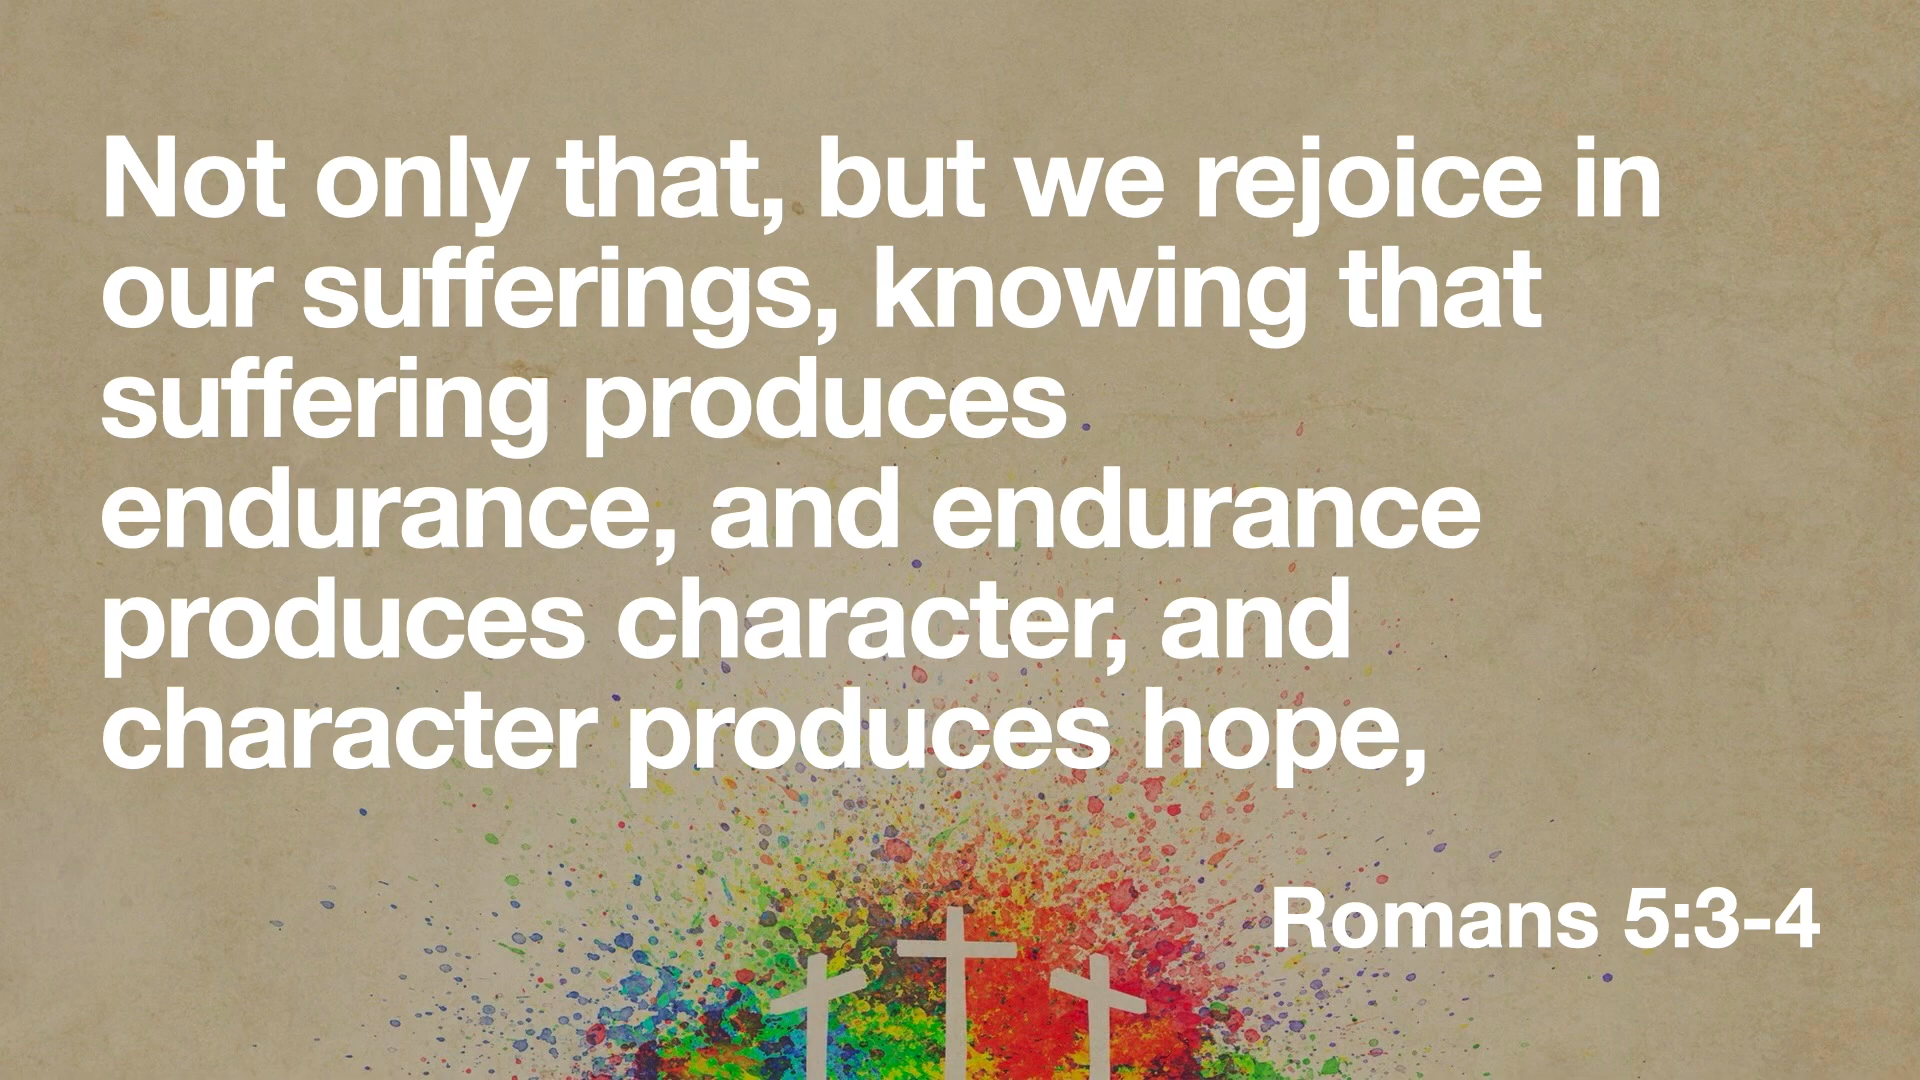 Not only that, but we rejoice in
our sufferings, knowing that
suffering produces
endurance, and endurance
produces character, and
character produces hope,
Romans 5:3-4